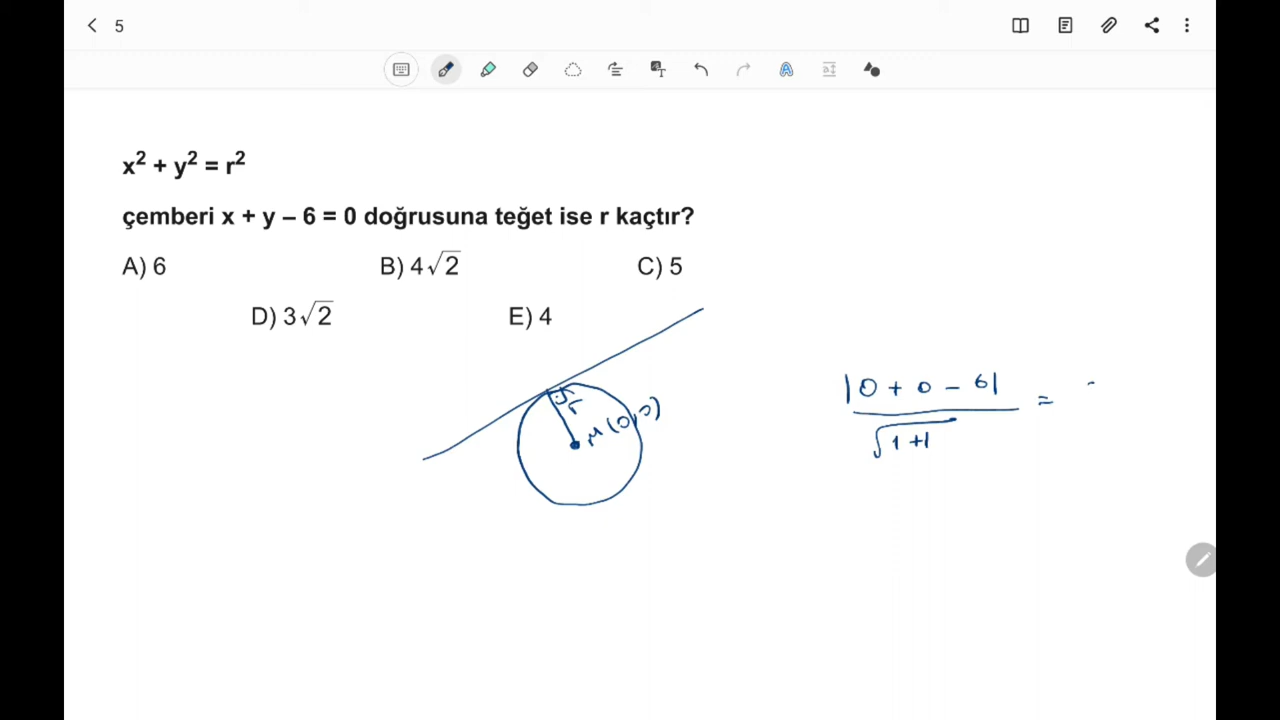 5
x² + y² = r²
çemberi x + y – 6 = 0 doğrusuna teğet ise r kaçtır?
A) 6 B) 4√2 C) 5
D) 3√2 E) 4
r
M(0,0)
|0 + 0 - 6|
√1+1 =